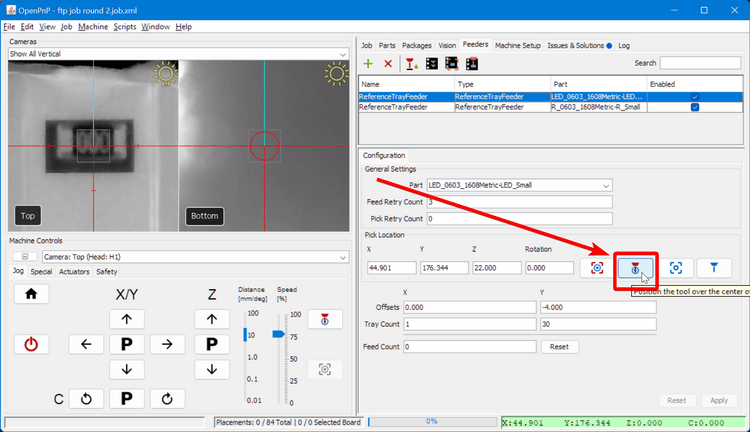 OpenPnP - ftp job round 2.job.xml
File Edit View Job Machine Scripts Window Help
Cameras
Show All Vertical
Top
Bottom
Machine Controls
Camera: Top (Head: H1)
Jog Special Actuators Safety
X/Y
Z
Distance
[mm/deg]
Speed
[%]
100
10
1.0
0.1
0.01
100
75
50
25
0
P
P
C
P
Job Parts Packages Vision Feeders Machine Setup Issues & Solutions Log
Search
Name Type Part Enabled
ReferenceTrayFeeder ReferenceTrayFeeder LED_0603_1608Metric-LED...
ReferenceTrayFeeder ReferenceTrayFeeder R_0603_1608Metric-R_Small
Configuration
General Settings
Part LED_0603_1608Metric-LED_Small
Feed Retry Count 3
Pick Retry Count 0
Pick Location
X Y Z Rotation
44.901 176.344 22.000 0.000
Position the tool over the center o
X Y
Offsets 0.000 -4.000
Tray Count 1 30
Feed Count 0 Reset
Reset Apply
Placements: 0 / 84 Total | 0 / 0 Selected Board
0%
X:44.901 Y:176.344 Z:0.000 C:0.000